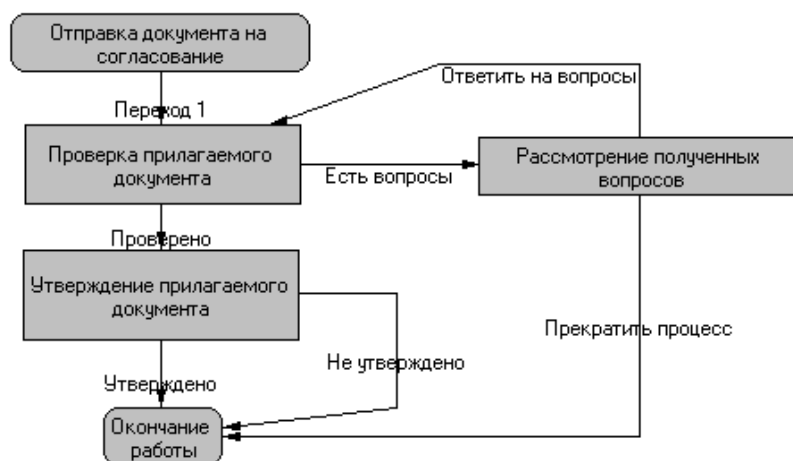 Отправка документа на
согласование
Ответить на вопросы
Переход 1
Проверка прилагаемого
документа
Есть вопросы
Рассмотрение полученных
вопросов
Проверено
Утверждение прилагаемого
документа
Прекратить процесс
Не утверждено
Утверждено
Окончание
работы